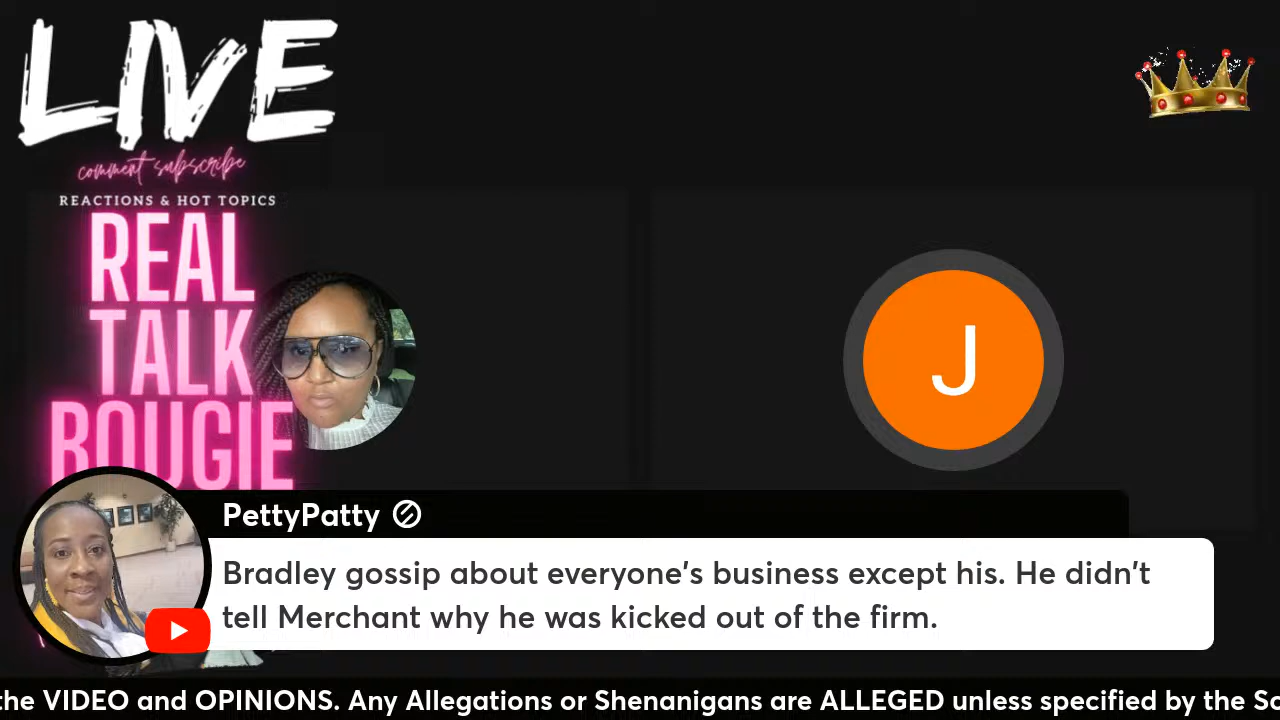 LIVE
comment subscribe
REACTIONS & HOT TOPICS
REAL
TALK
BOUGIE
J
PettyPatty
Bradley gossip about everyone's business except his. He didn't
tell Merchant why he was kicked out of the firm.
the VIDEO and OPINIONS. Any Allegations or Shenanigans are ALLEGED unless specified by the So